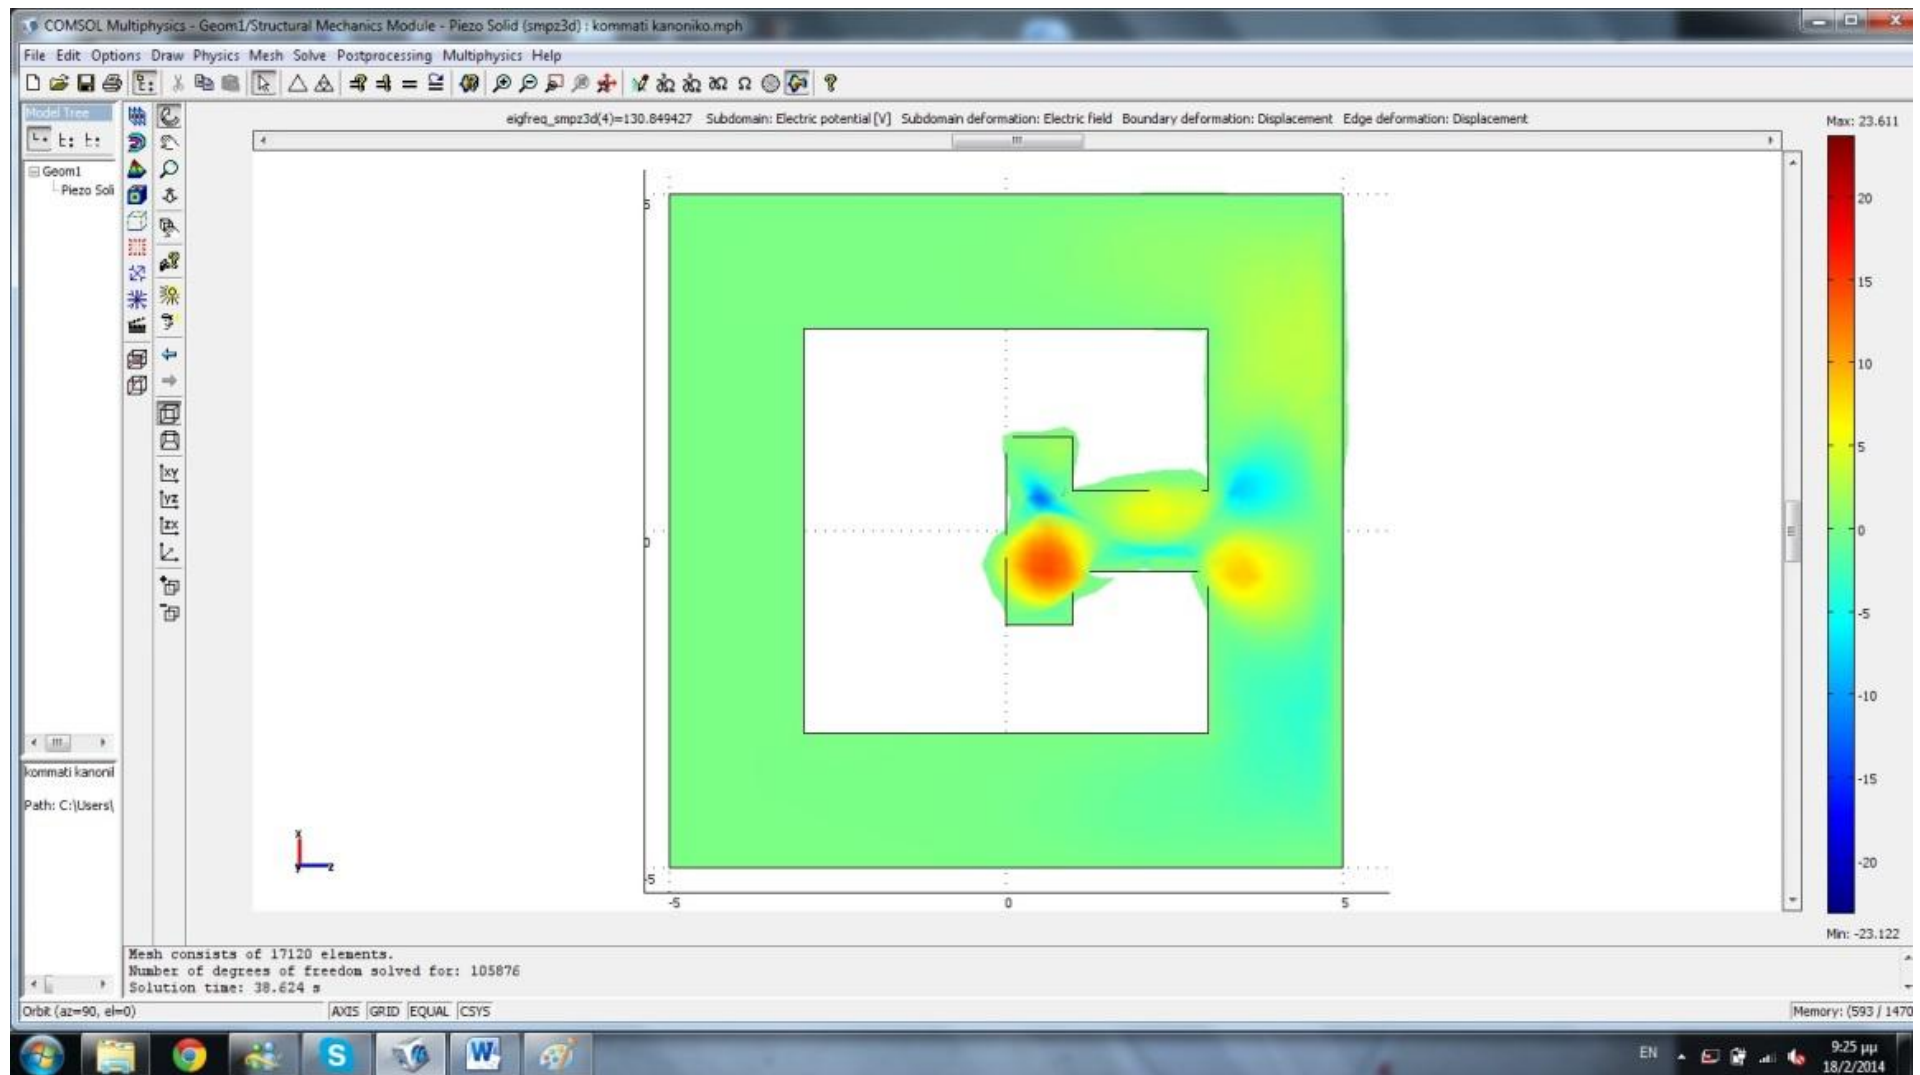 COMSOL Multiphysics - Geom1/Structural Mechanics Module - Piezo Solid (smpz3d) : kommati kanoniko.mph
File Edit Options Draw Physics Mesh Solve Postprocessing Multiphysics Help
Model Tree
Geom1
Piezo Soli
eigfreq_smpz3d(4)=130.849427 Subdomain: Electric potential [V] Subdomain deformation: Electric field Boundary deformation: Displacement Edge deformation: Displacement
Max: 23.611
20
15
10
5
0
-5
-10
-15
-20
Min: -23.122
5
0
-5
-5
0
5
x
y
z
xy
yz
zx
kommati kanonil
Path: C:\Users\
Mesh consists of 17120 elements.
Number of degrees of freedom solved for: 105876
Solution time: 38.624 s
Orbit (az=90, el=0)
AXIS GRID EQUAL CSYS
Memory: (593 / 1470
EN
9:25 μμ
18/2/2014